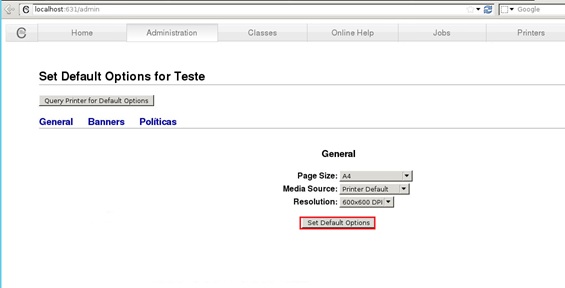 localhost:631/admin
Google
Home Administration Classes Online Help Jobs Printers
Set Default Options for Teste
Query Printer for Default Options
General Banners Políticas
General
Page Size: A4
Media Source: Printer Default
Resolution: 600x600 DPI
Set Default Options